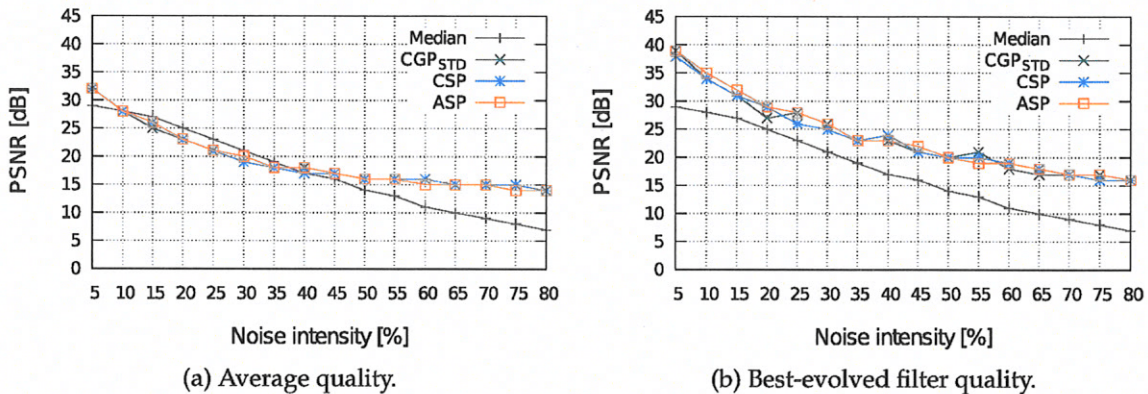 45
40
35
30
25
20
15
10
5
0
PSNR [dB]
Median
CGPSTD
CSP
ASP
5 10 15 20 25 30 35 40 45 50 55 60 65 70 75 80
Noise intensity [%]
(a) Average quality.
45
40
35
30
25
20
15
10
5
0
PSNR [dB]
Median
CGPSTD
CSP
ASP
5 10 15 20 25 30 35 40 45 50 55 60 65 70 75 80
Noise intensity [%]
(b) Best-evolved filter quality.